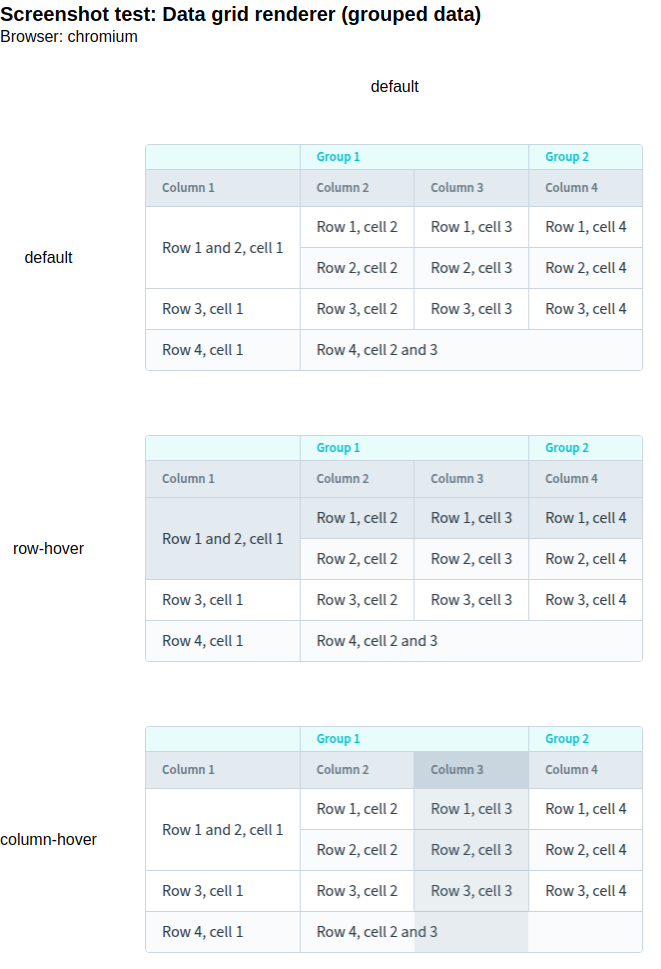 Screenshot test: Data grid renderer (grouped data)
Browser: chromium
default
default
Group 1 Group 2
Column 1 Column 2 Column 3 Column 4
Row 1 and 2, cell 1 Row 1, cell 2 Row 1, cell 3 Row 1, cell 4
Row 2, cell 2 Row 2, cell 3 Row 2, cell 4
Row 3, cell 1 Row 3, cell 2 Row 3, cell 3 Row 3, cell 4
Row 4, cell 1 Row 4, cell 2 and 3
row-hover
Group 1 Group 2
Column 1 Column 2 Column 3 Column 4
Row 1 and 2, cell 1 Row 1, cell 2 Row 1, cell 3 Row 1, cell 4
Row 2, cell 2 Row 2, cell 3 Row 2, cell 4
Row 3, cell 1 Row 3, cell 2 Row 3, cell 3 Row 3, cell 4
Row 4, cell 1 Row 4, cell 2 and 3
column-hover
Group 1 Group 2
Column 1 Column 2 Column 3 Column 4
Row 1 and 2, cell 1 Row 1, cell 2 Row 1, cell 3 Row 1, cell 4
Row 2, cell 2 Row 2, cell 3 Row 2, cell 4
Row 3, cell 1 Row 3, cell 2 Row 3, cell 3 Row 3, cell 4
Row 4, cell 1 Row 4, cell 2 and 3